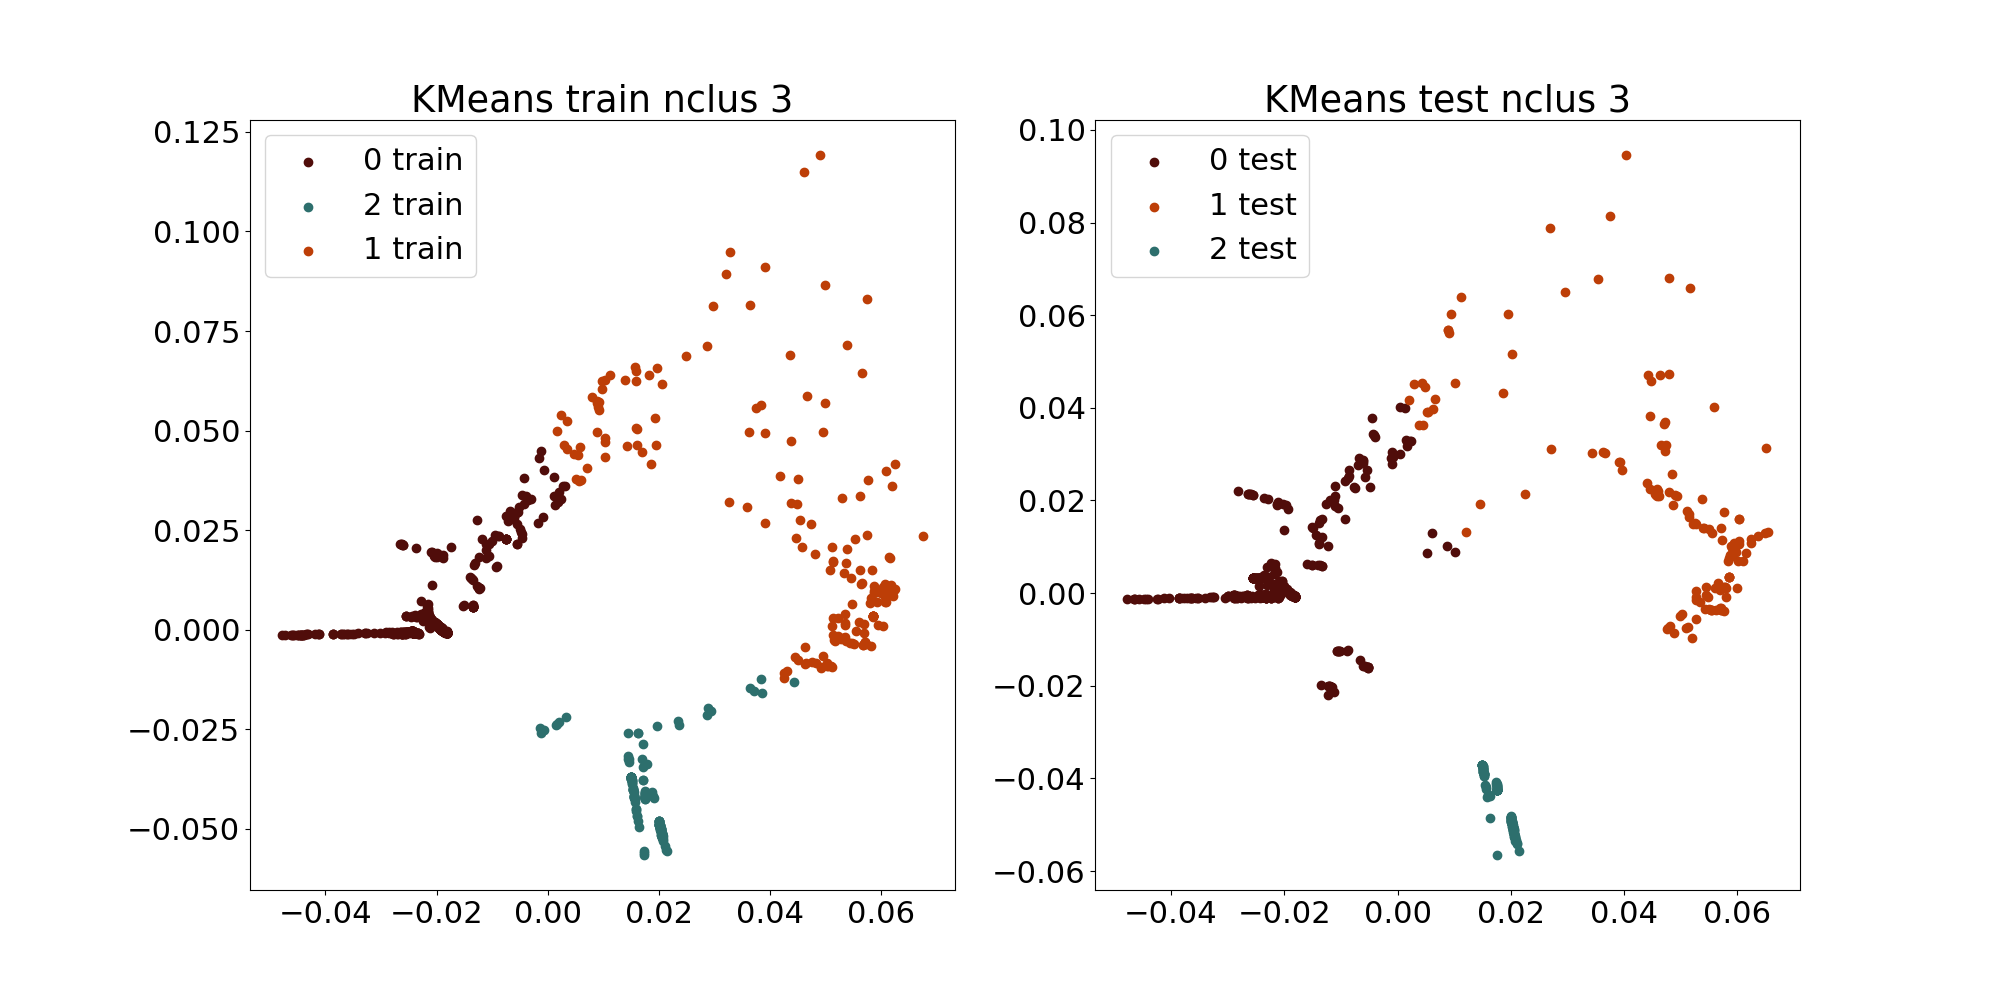 KMeans train nclus 3
0.125
0.100
0.075
0.050
0.025
0.000
−0.025
−0.050
0 train
2 train
1 train
−0.04 −0.02 0.00 0.02 0.04 0.06
KMeans test nclus 3
0.10
0.08
0.06
0.04
0.02
0.00
−0.02
−0.04
−0.06
0 test
1 test
2 test
−0.04 −0.02 0.00 0.02 0.04 0.06